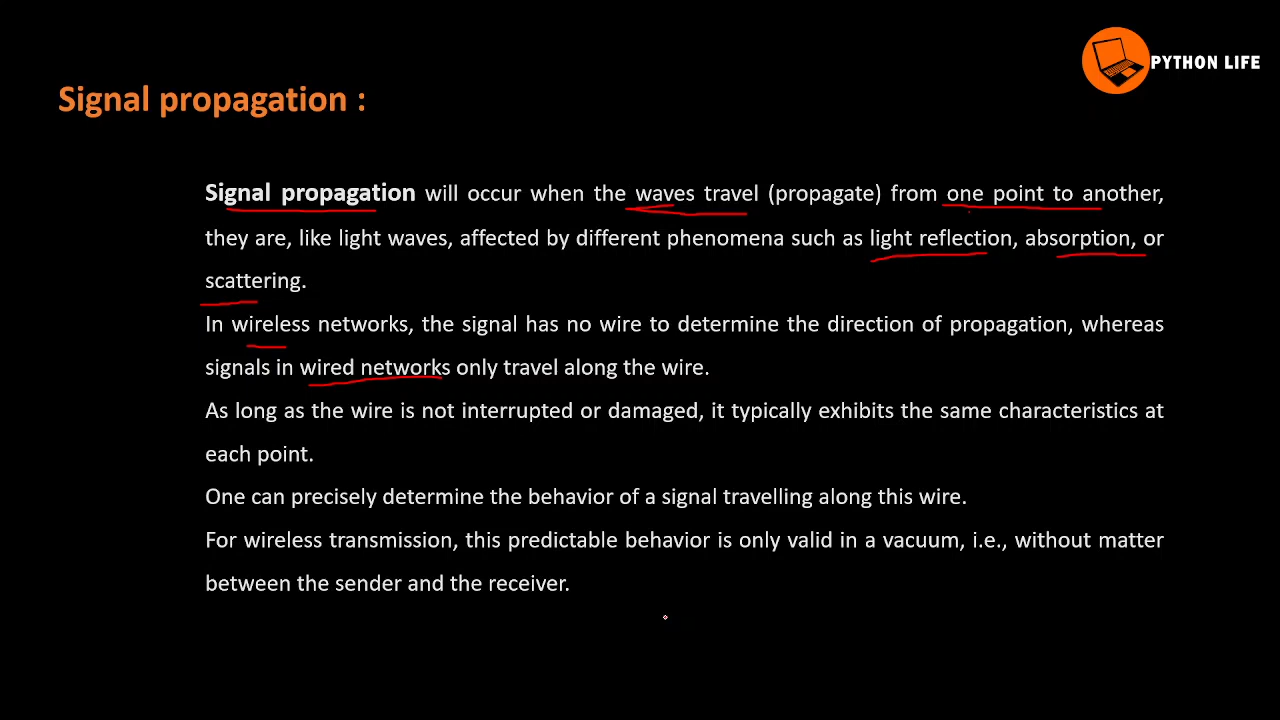 PYTHON LIFE
Signal propagation :
Signal propagation will occur when the waves travel (propagate) from one point to another,
they are, like light waves, affected by different phenomena such as light reflection, absorption, or
scattering.
In wireless networks, the signal has no wire to determine the direction of propagation, whereas
signals in wired networks only travel along the wire.
As long as the wire is not interrupted or damaged, it typically exhibits the same characteristics at
each point.
One can precisely determine the behavior of a signal travelling along this wire.
For wireless transmission, this predictable behavior is only valid in a vacuum, i.e., without matter
between the sender and the receiver.